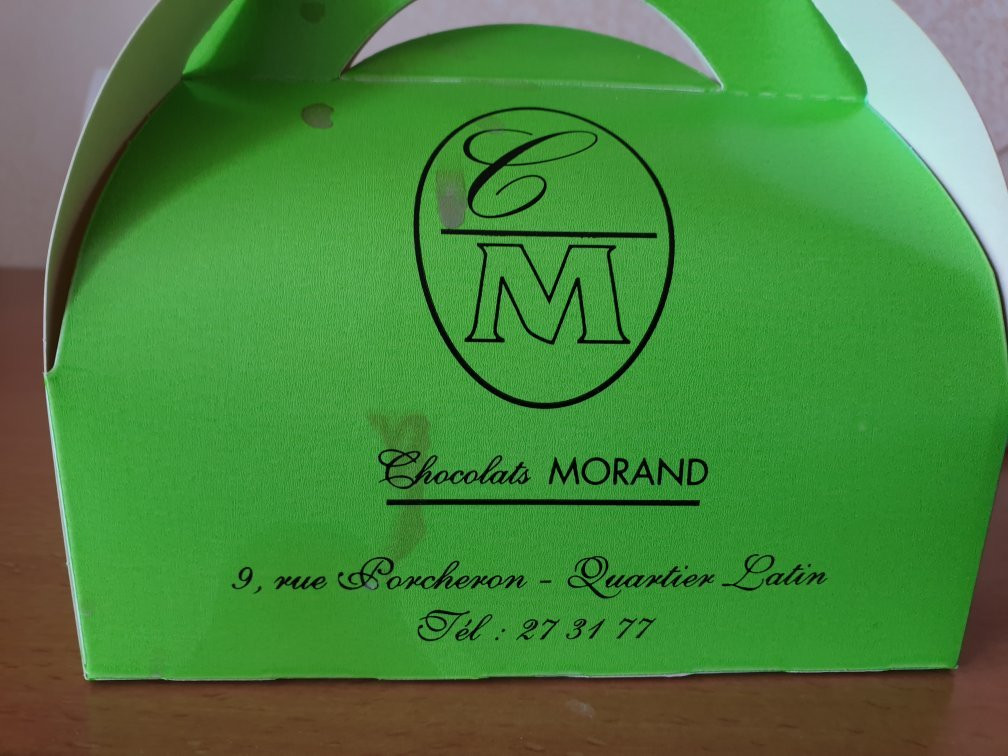 C
M
Chocolats MORAND
9, rue Porcheron - Quartier Latin
Tél : 27 31 77